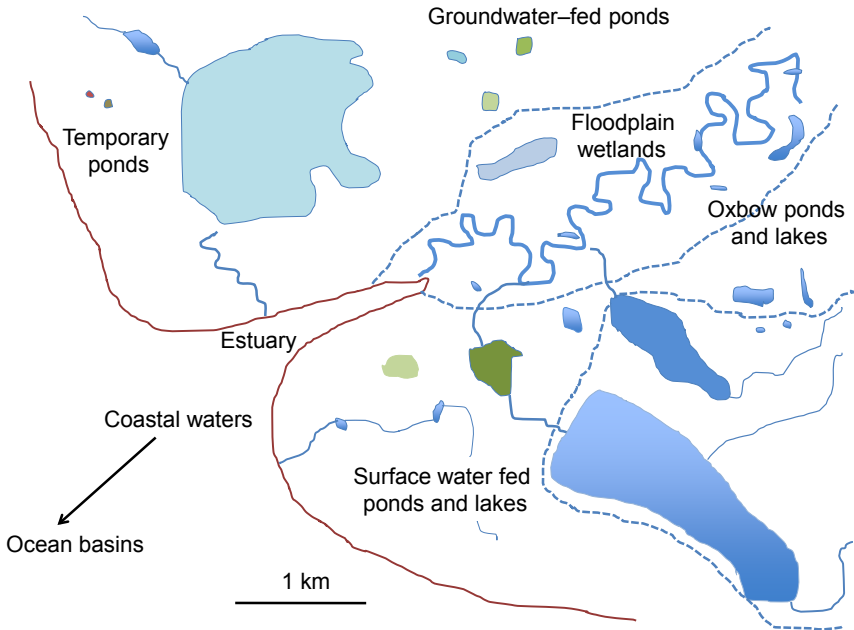 Groundwater–fed ponds
Temporary
ponds
Floodplain
wetlands
Oxbow ponds
and lakes
Estuary
Coastal waters
Surface water fed
ponds and lakes
Ocean basins
1 km